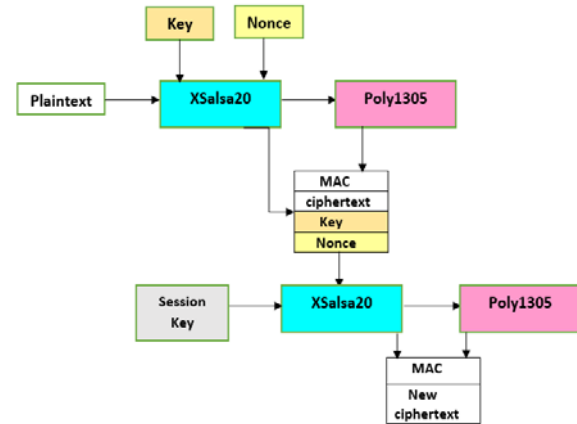 Key
Nonce
Plaintext
XSalsa20
Poly1305
MAC
ciphertext
Key
Nonce
Session
Key
XSalsa20
Poly1305
MAC
New
ciphertext